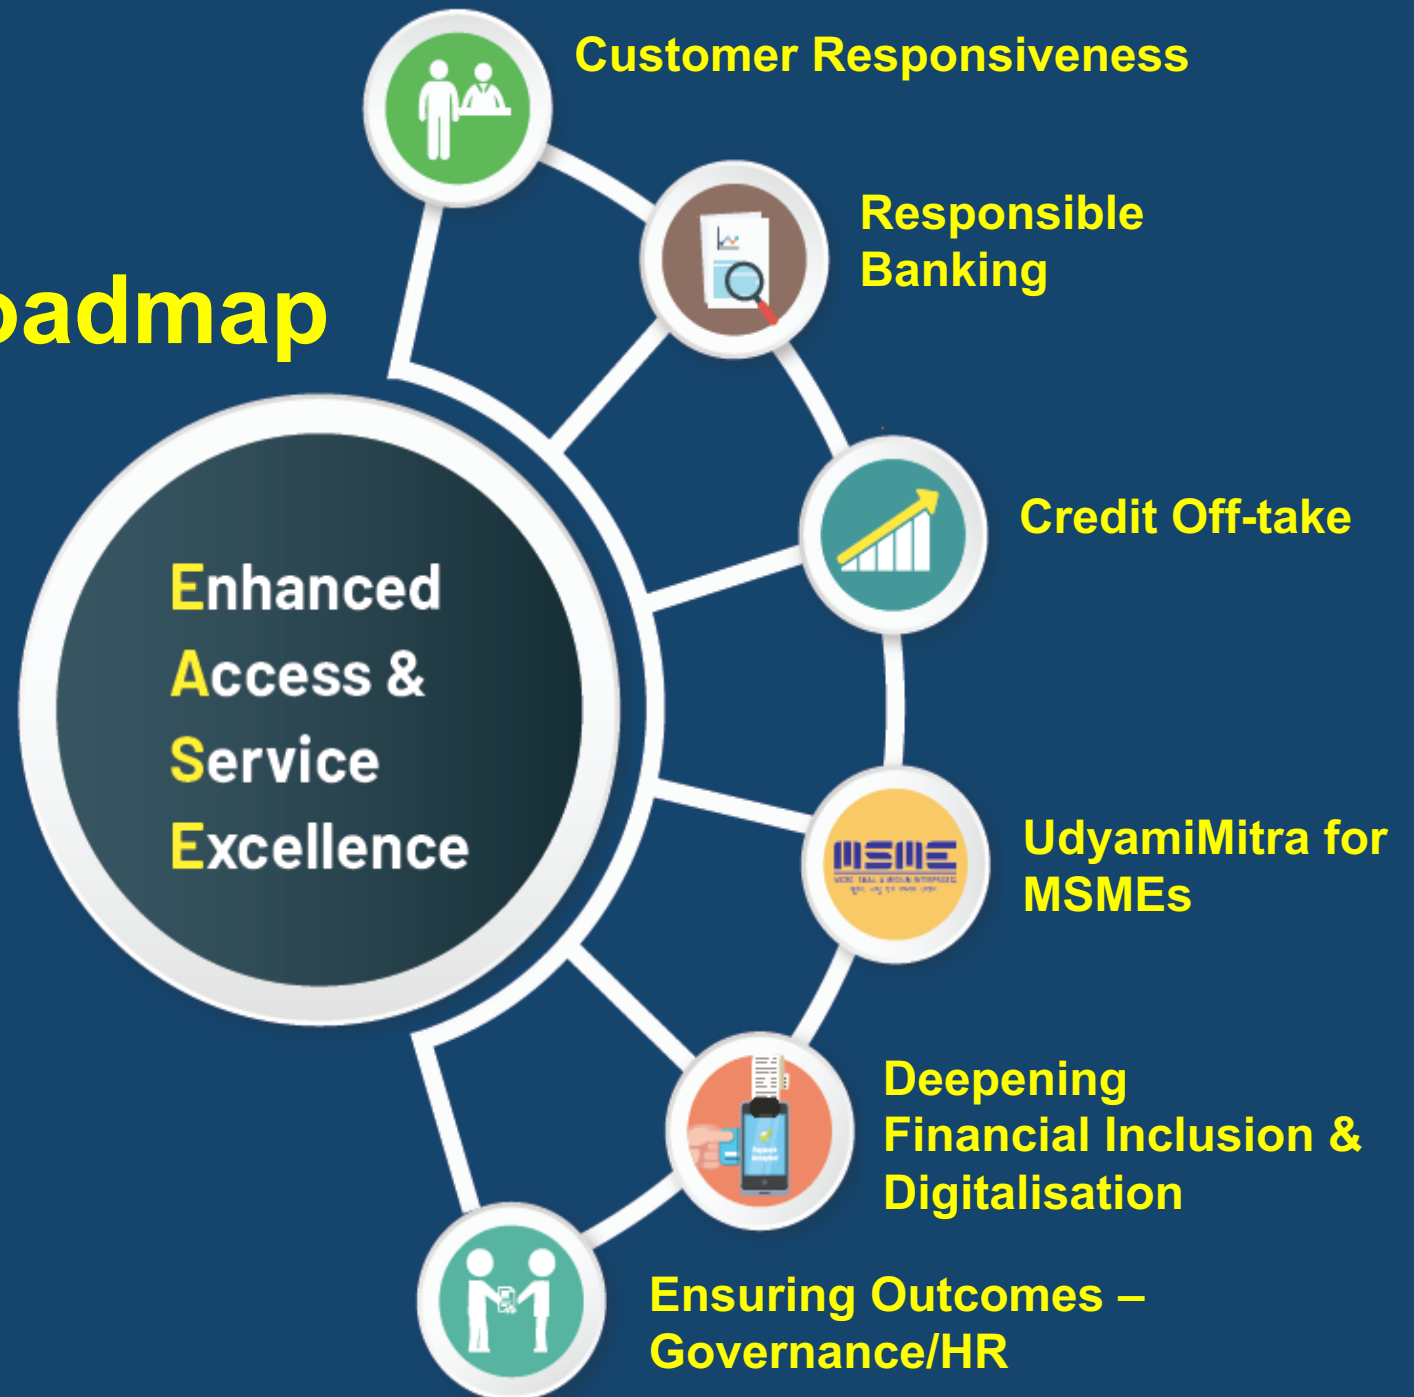 Customer Responsiveness
Responsible
Banking
oadmap
Credit Off-take
Enhanced
Access &
Service
Excellence
UdyamiMitra for
MSMEs
MSME
Deepening
Financial Inclusion &
Digitalisation
Ensuring Outcomes –
Governance/HR